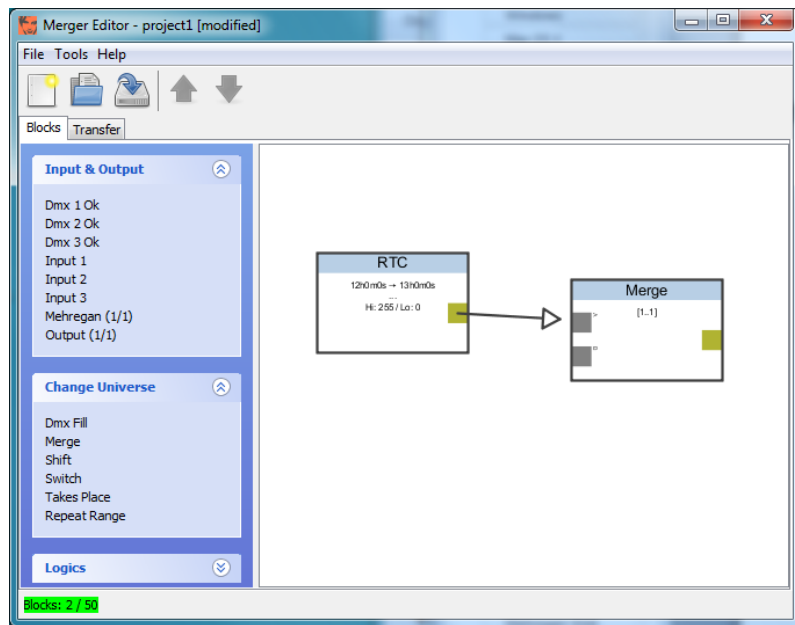 Merger Editor - project1 [modified]
File Tools Help
Blocks Transfer
Input & Output
Dmx 1 Ok
Dmx 2 Ok
Dmx 3 Ok
Input 1
Input 2
Input 3
Mehregan (1/1)
Output (1/1)
Change Universe
Dmx Fill
Merge
Shift
Switch
Takes Place
Repeat Range
Logics
RTC
12h0m0s → 13h0m0s
...
Hi: 255 / Lo: 0
Merge
[1..1]
Blocks: 2 / 50